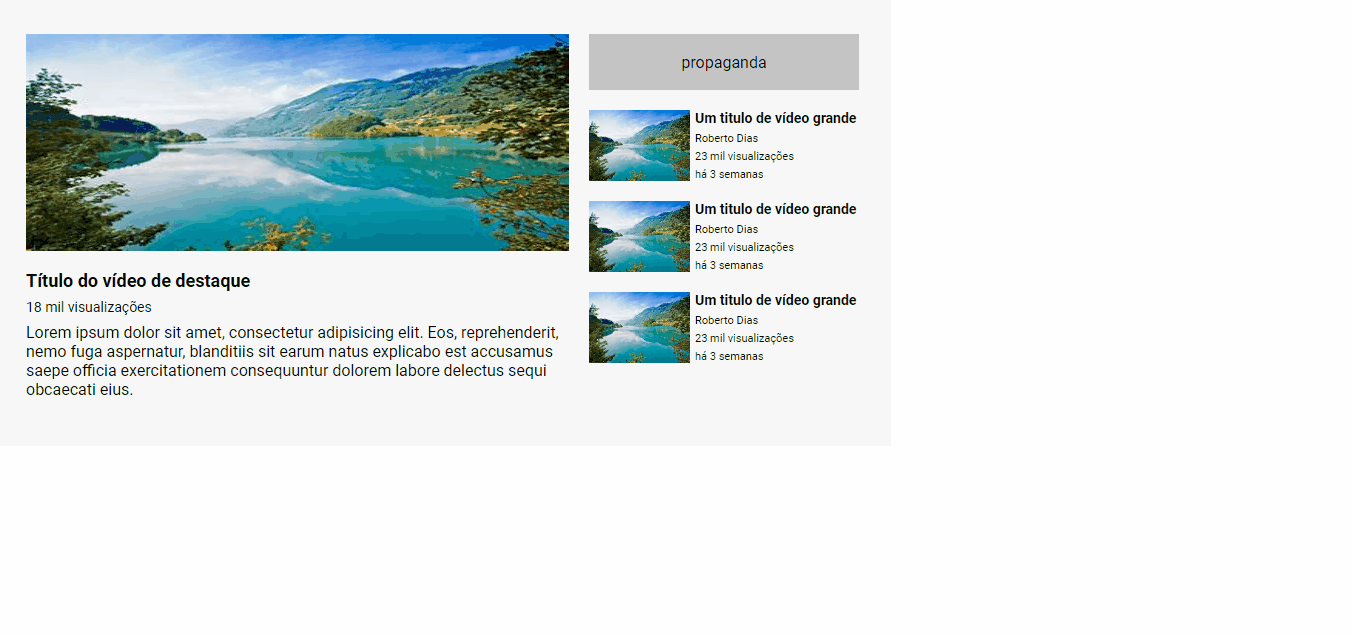 Título do vídeo de destaque
18 mil visualizações
Lorem ipsum dolor sit amet, consectetur adipisicing elit. Eos, reprehenderit,
nemo fuga aspernatur, blanditiis sit earum natus explicabo est accusamus
saepe officia exercitationem consequuntur dolorem labore delectus sequi
obcaecati eius.
propaganda
Um titulo de vídeo grande
Roberto Dias
23 mil visualizações
há 3 semanas
Um titulo de vídeo grande
Roberto Dias
23 mil visualizações
há 3 semanas
Um titulo de vídeo grande
Roberto Dias
23 mil visualizações
há 3 semanas